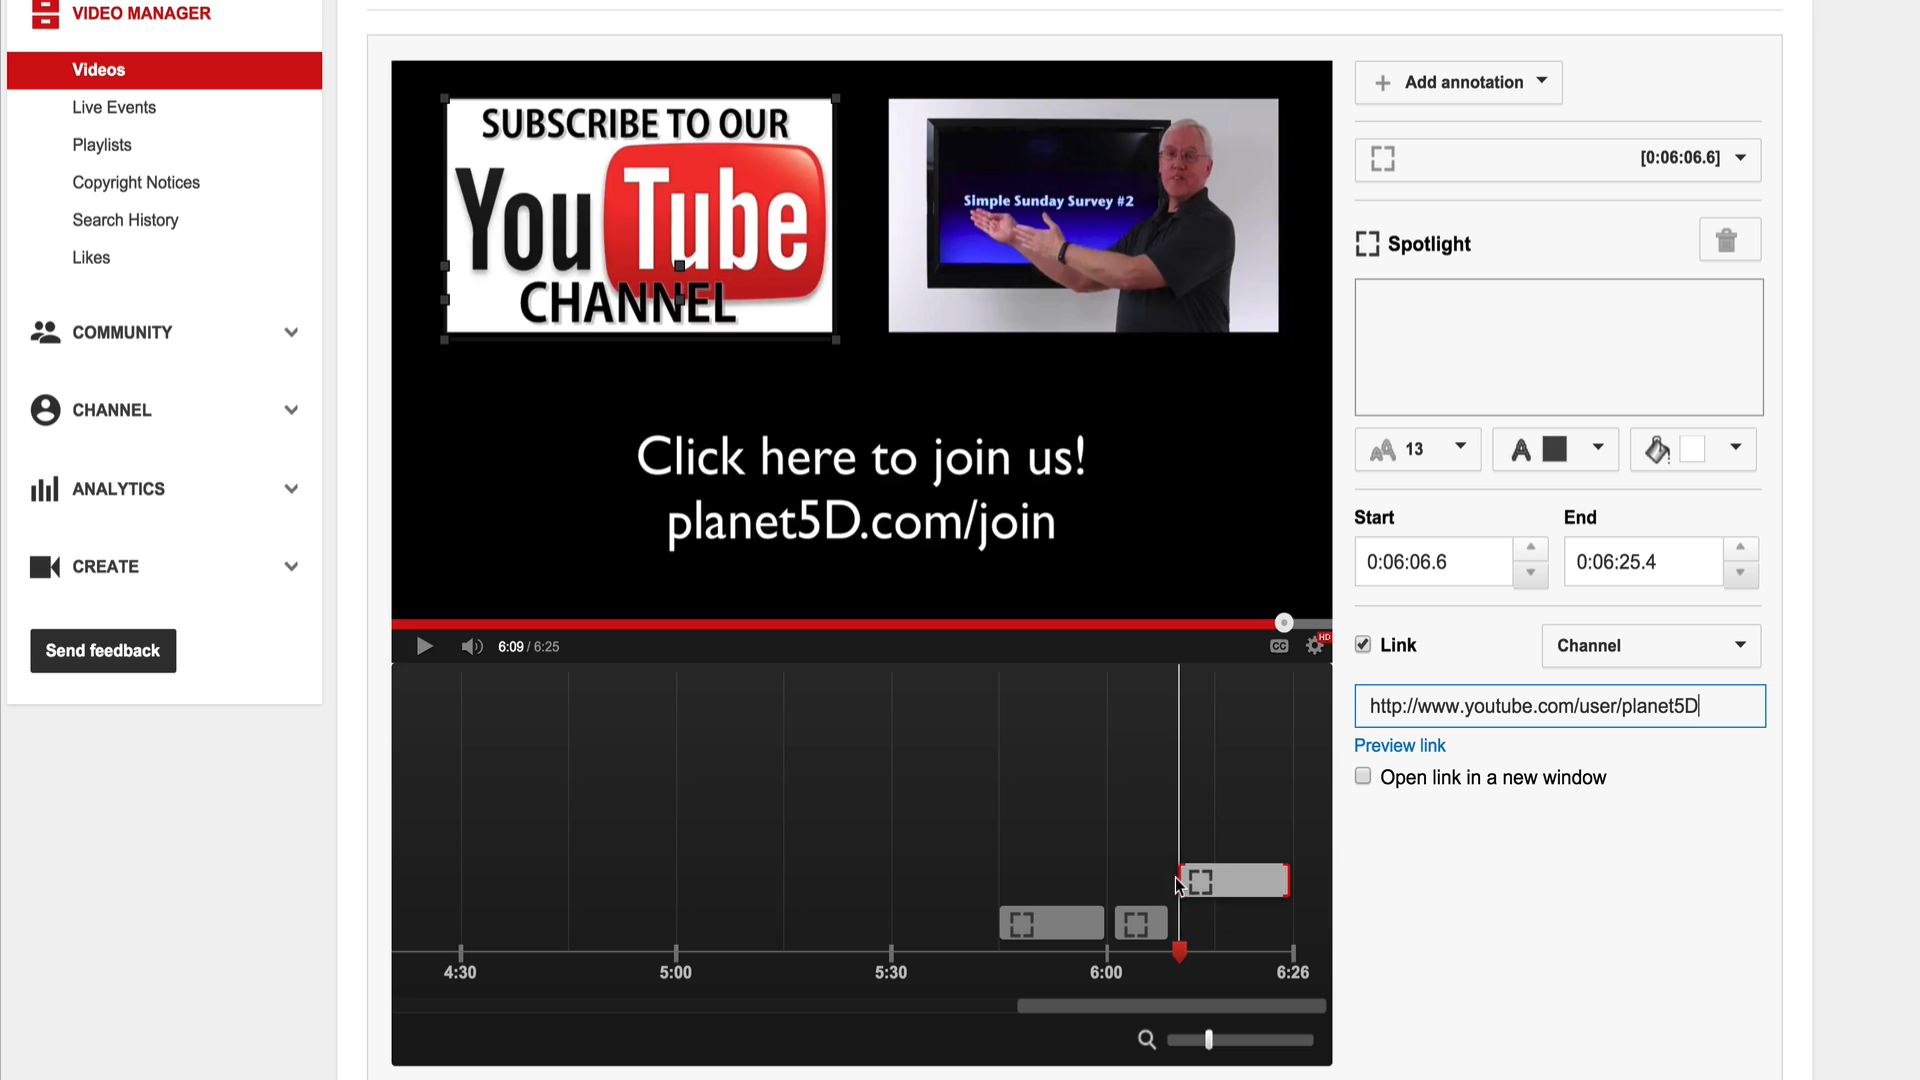 VIDEO MANAGER
Videos
Live Events
Playlists
Copyright Notices
Search History
Likes
COMMUNITY
CHANNEL
ANALYTICS
CREATE
Send feedback
SUBSCRIBE TO OUR
YouTube
CHANNEL
Simple Sunday Survey #2
Click here to join us!
planet5D.com/join
6:09 / 6:25
CC
HD
4:30
5:00
5:30
6:00
6:26
Add annotation
[0:06:06.6]
Spotlight
13
A
Start
End
0:06:06.6
0:06:25.4
Link
Channel
http://www.youtube.com/user/planet5D
Preview link
Open link in a new window